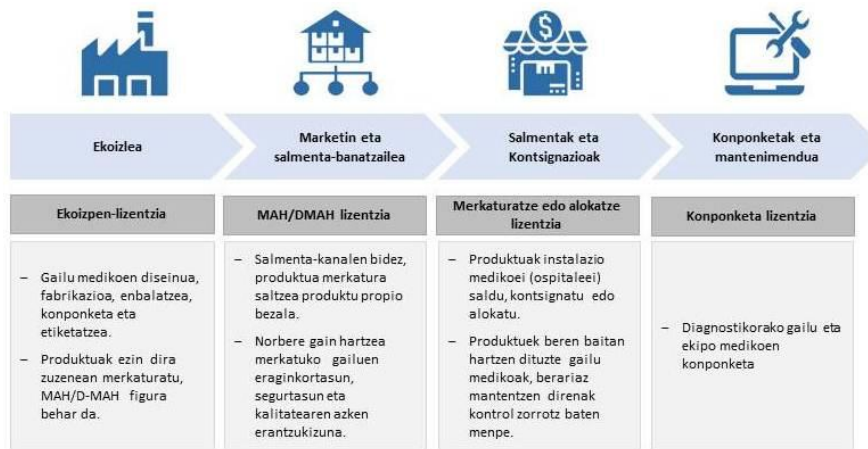 $
Ekoizlea
Marketin eta
salmenta-banatzailea
Salmentak eta
Kontsignazioak
Konponketak eta
mantenimendua
Ekoizpen-lizentzia
MAH/DMAH lizentzia
Merkaturatze edo alokatze
lizentzia
Konponketa lizentzia
– Gailu medikoen diseinua,
fabrikazioa, enbalatzea,
konponketa eta
etiketatzea.
– Produktuak ezin dira
zuzenean merkaturatu,
MAH/D-MAH figura
behar da.
– Salmenta-kanalen bidez,
produktua merkatura
saltzea produktu propio
bezala.
– Norbere gain hartzea
merkatuko gailuen
eraginkortasun,
segurtasun eta
kalitatearen azken
erantzukizuna.
– Produktuak instalazio
medikoei (ospitaleei)
saldu, kontsignatu edo
alokatu.
– Produktuek beren baitan
hartzen dituzte gailu
medikoak, berariaz
mantentzen direnak
kontrol zorrotz baten
menpe.
– Diagnostikorako gailu eta
ekipo medikoen
konponketa